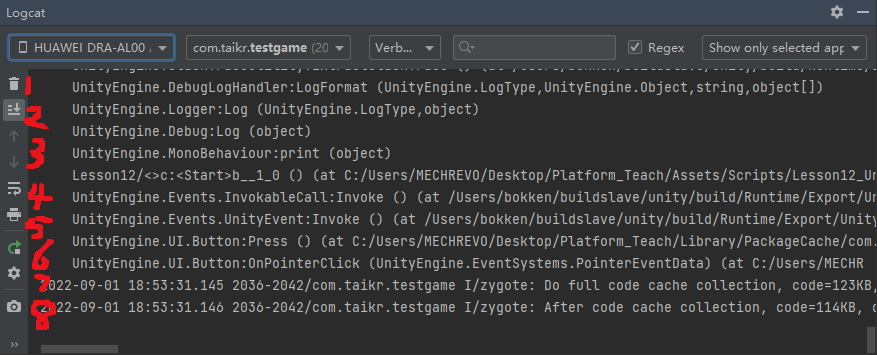 Logcat
HUAWEI DRA-AL00
com.taikr.testgame (20
Verb...
Regex
Show only selected app
1
UnityEngine.DebugLogHandler:LogFormat (UnityEngine.LogType,UnityEngine.Object,string,object[])
2
UnityEngine.Logger:Log (UnityEngine.LogType,object)
UnityEngine.Debug:Log (object)
3
UnityEngine.MonoBehaviour:print (object)
Lesson12/<>c:<Start>b__1_0 () (at C:/Users/MECHREVO/Desktop/Platform_Teach/Assets/Scripts/Lesson12_Un
4
UnityEngine.Events.InvokableCall:Invoke () (at /Users/bokken/buildslave/unity/build/Runtime/Export/Un
5
UnityEngine.Events.UnityEvent:Invoke () (at /Users/bokken/buildslave/unity/build/Runtime/Export/Unity
UnityEngine.UI.Button:Press () (at C:/Users/MECHREVO/Desktop/Platform_Teach/Library/PackageCache/com.
6
UnityEngine.UI.Button:OnPointerClick (UnityEngine.EventSystems.PointerEventData) (at C:/Users/MECHR
7
2022-09-01 18:53:31.145 2036-2042/com.taikr.testgame I/zygote: Do full code cache collection, code=123KB,
8
2022-09-01 18:53:31.146 2036-2042/com.taikr.testgame I/zygote: After code cache collection, code=114KB, d